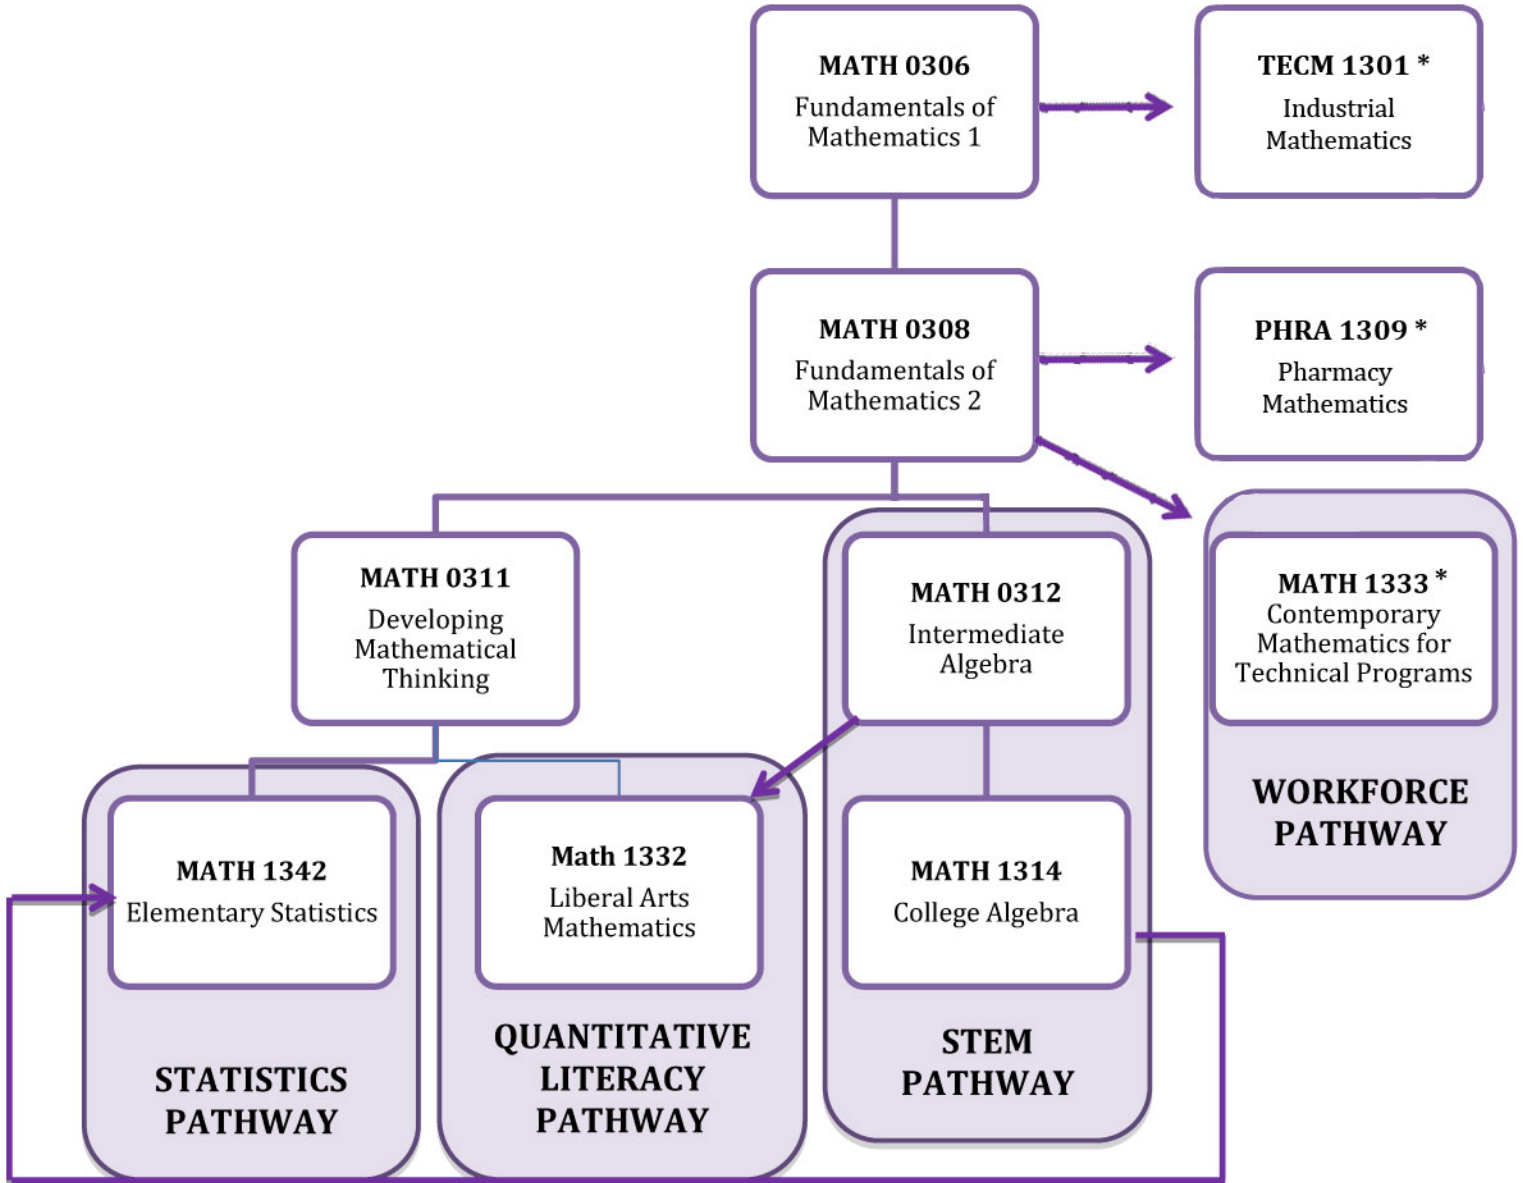 MATH 0306
Fundamentals of
Mathematics 1
TECM 1301 *
Industrial
Mathematics
MATH 0308
Fundamentals of
Mathematics 2
PHRA 1309 *
Pharmacy
Mathematics
MATH 0311
Developing
Mathematical
Thinking
MATH 0312
Intermediate
Algebra
MATH 1333 *
Contemporary
Mathematics for
Technical Programs
WORKFORCE
PATHWAY
MATH 1342
Elementary Statistics
STATISTICS
PATHWAY
Math 1332
Liberal Arts
Mathematics
QUANTITATIVE
LITERACY
PATHWAY
MATH 1314
College Algebra
STEM
PATHWAY